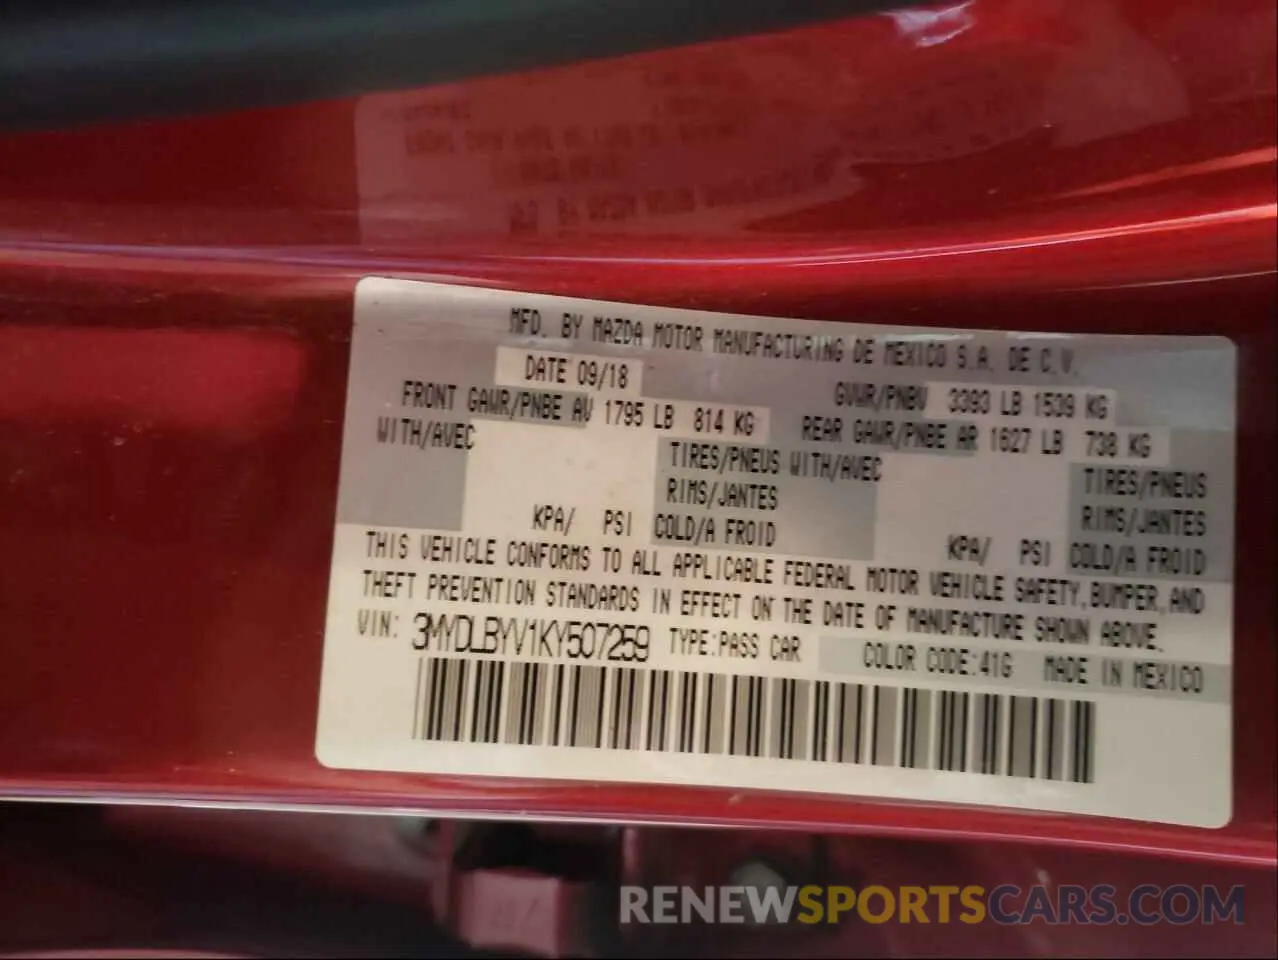 MFD. BY MAZDA MOTOR MANUFACTURING DE MEXICO S.A. DE C.V.
DATE 09/18 GVWR/PNBV 3393 LB 1539 KG
FRONT GAWR/PNBE AV 1795 LB 814 KG REAR GAWR/PNBE AR 1627 LB 738 KG
WITH/AVEC TIRES/PNEUS WITH/AVEC TIRES/PNEUS
RIMS/JANTES RIMS/JANTES
KPA/ PSI COLD/A FROID KPA/ PSI COLD/A FROID
THIS VEHICLE CONFORMS TO ALL APPLICABLE FEDERAL MOTOR VEHICLE SAFETY, BUMPER, AND
THEFT PREVENTION STANDARDS IN EFFECT ON THE DATE OF MANUFACTURE SHOWN ABOVE.
VIN: 3MYDLBYV1KY507259 TYPE:PASS CAR COLOR CODE:41G MADE IN MEXICO
RENEWSPORTSCARS.COM